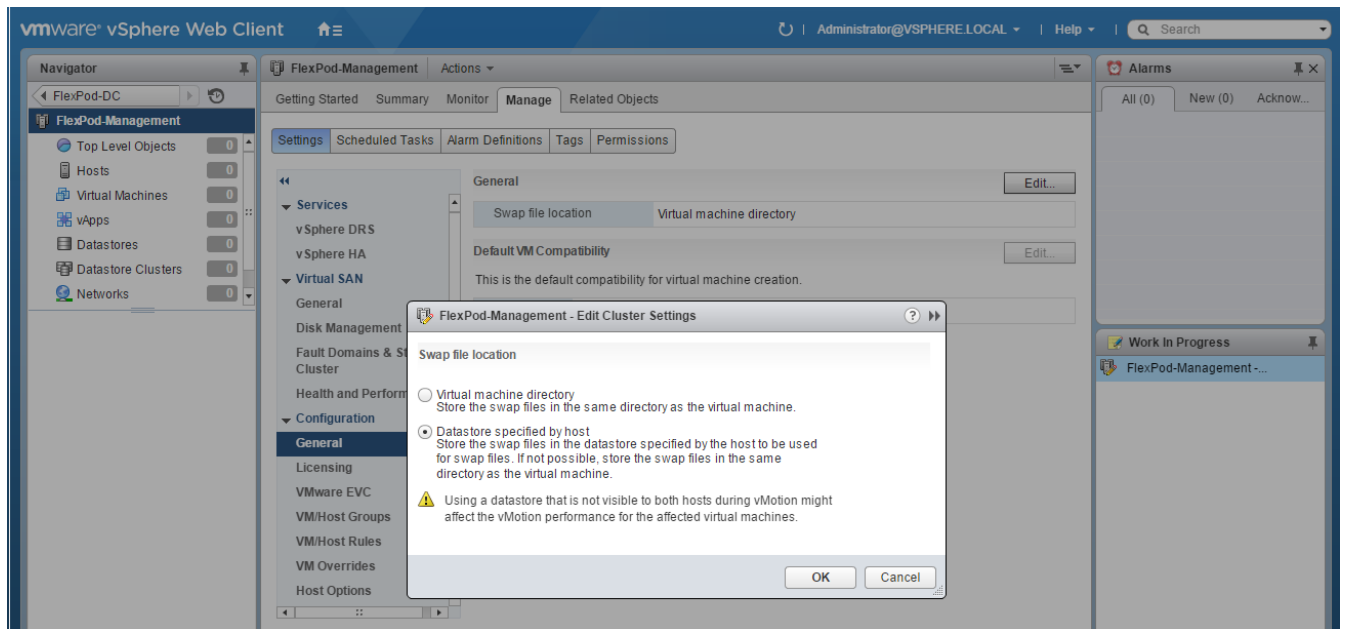 vmware® vSphere Web Client
Administrator@VSPHERE.LOCAL
Help
Search
Navigator
FlexPod-DC
FlexPod-Management
Top Level Objects 0
Hosts 0
Virtual Machines 0
vApps 0
Datastores 0
Datastore Clusters 0
Networks 0
FlexPod-Management Actions
Getting Started Summary Monitor Manage Related Objects
Settings Scheduled Tasks Alarm Definitions Tags Permissions
Services
vSphere DRS
vSphere HA
Virtual SAN
General
Disk Management
Fault Domains & St
Cluster
Health and Perform
Configuration
General
Licensing
VMware EVC
VM/Host Groups
VM/Host Rules
VM Overrides
Host Options
General Edit...
Swap file location Virtual machine directory
Default VM Compatibility Edit...
This is the default compatibility for virtual machine creation.
FlexPod-Management - Edit Cluster Settings ?
Swap file location
Virtual machine directory
Store the swap files in the same directory as the virtual machine.
Datastore specified by host
Store the swap files in the datastore specified by the host to be used
for swap files. If not possible, store the swap files in the same
directory as the virtual machine.
Using a datastore that is not visible to both hosts during vMotion might
affect the vMotion performance for the affected virtual machines.
OK Cancel
Alarms
All (0) New (0) Acknow...
Work In Progress
FlexPod-Management -...